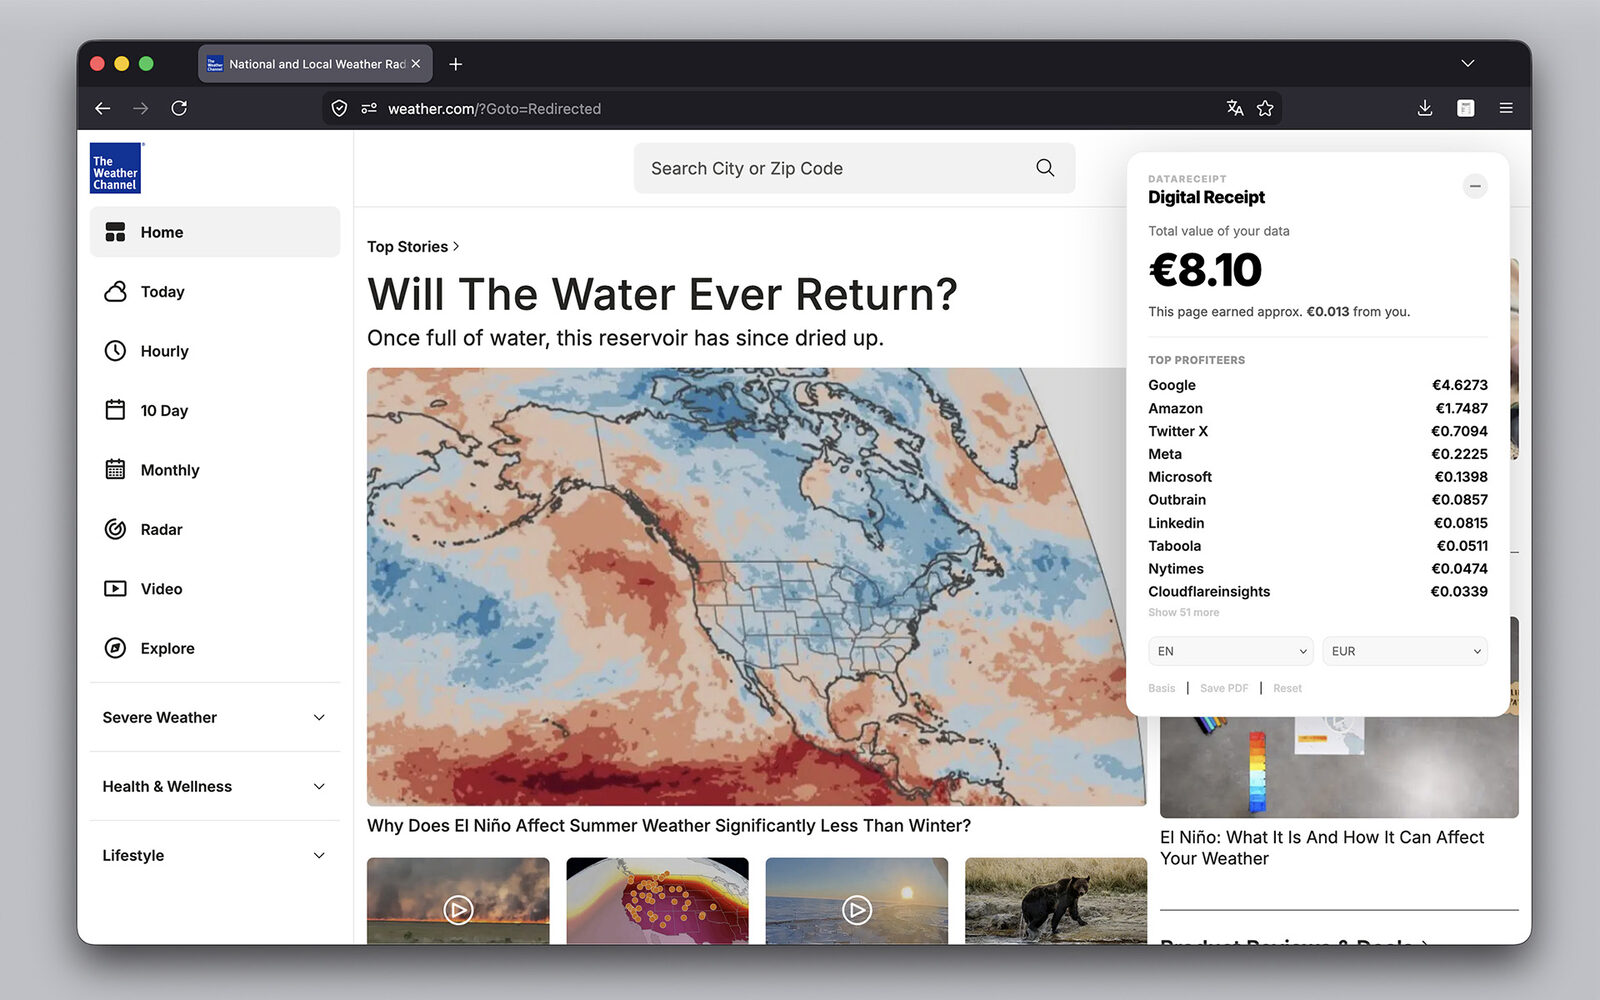 National and Local Weather Rad
weather.com/?Goto=Redirected
The
Weather
Channel
Search City or Zip Code
Home
Today
Hourly
10 Day
Monthly
Radar
Video
Explore
Severe Weather
Health & Wellness
Lifestyle
Top Stories
Will The Water Ever Return?
Once full of water, this reservoir has since dried up.
Why Does El Niño Affect Summer Weather Significantly Less Than Winter?
DATARECEIPT
Digital Receipt
Total value of your data
€8.10
This page earned approx. €0.013 from you.
TOP PROFITEERS
Google €4.6273
Amazon €1.7487
Twitter X €0.7094
Meta €0.2225
Microsoft €0.1398
Outbrain €0.0857
Linkedin €0.0815
Taboola €0.0511
Nytimes €0.0474
Cloudflareinsights €0.0339
Show 51 more
EN EUR
Basis | Save PDF | Reset
El Niño: What It Is And How It Can Affect
Your Weather
Product Reviews & Deals